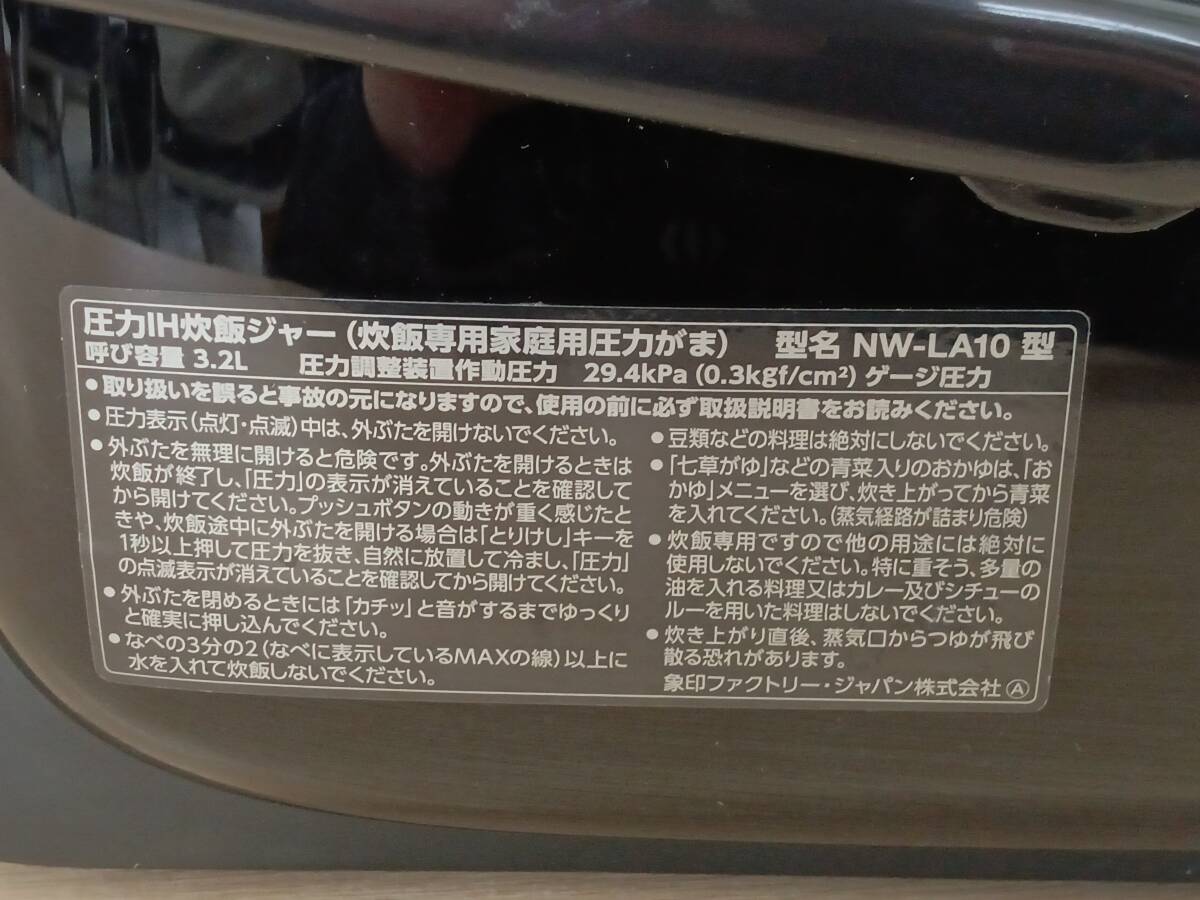 圧力IH炊飯ジャー(炊飯専用家庭用圧力がま) 型名 NW-LA10 型
呼び容量 3.2L 圧力調整装置作動圧力 29.4kPa (0.3kgf/cm²) ゲージ圧力
●取り扱いを誤ると事故の元になりますので、使用の前に必ず取扱説明書をお読みください。
●圧力表示(点灯・点滅)中は、外ぶたを開けないでください。
●外ぶたを無理に開けると危険です。外ぶたを開けるときは
炊飯が終了し、「圧力」の表示が消えていることを確認して
から開けてください。プッシュボタンの動きが重く感じたと
きや、炊飯途中に外ぶたを開ける場合は「とりけし」キーを
1秒以上押して圧力を抜き、自然に放置して冷まし、「圧力」
の点滅表示が消えていることを確認してから開けてください。
●外ぶたを閉めるときには「カチッ」と音がするまでゆっくり
と確実に押し込んでください。
●なべの3分の2(なべに表示しているMAXの線)以上に
水を入れて炊飯しないでください。
●豆類などの料理は絶対にしないでください。
●「七草がゆ」などの青菜入りのおかゆは、「お
かゆ」メニューを選び、炊き上がってから青菜
を入れてください。(蒸気経路が詰まり危険)
●炊飯専用ですので他の用途には絶対に
使用しないでください。特に重そう、多量の
油を入れる料理又はカレー及びシチューの
ルーを用いた料理はしないでください。
●炊き上がり直後、蒸気口からつゆが飛び
散る恐れがあります。
象印ファクトリー・ジャパン株式会社 Ⓐ